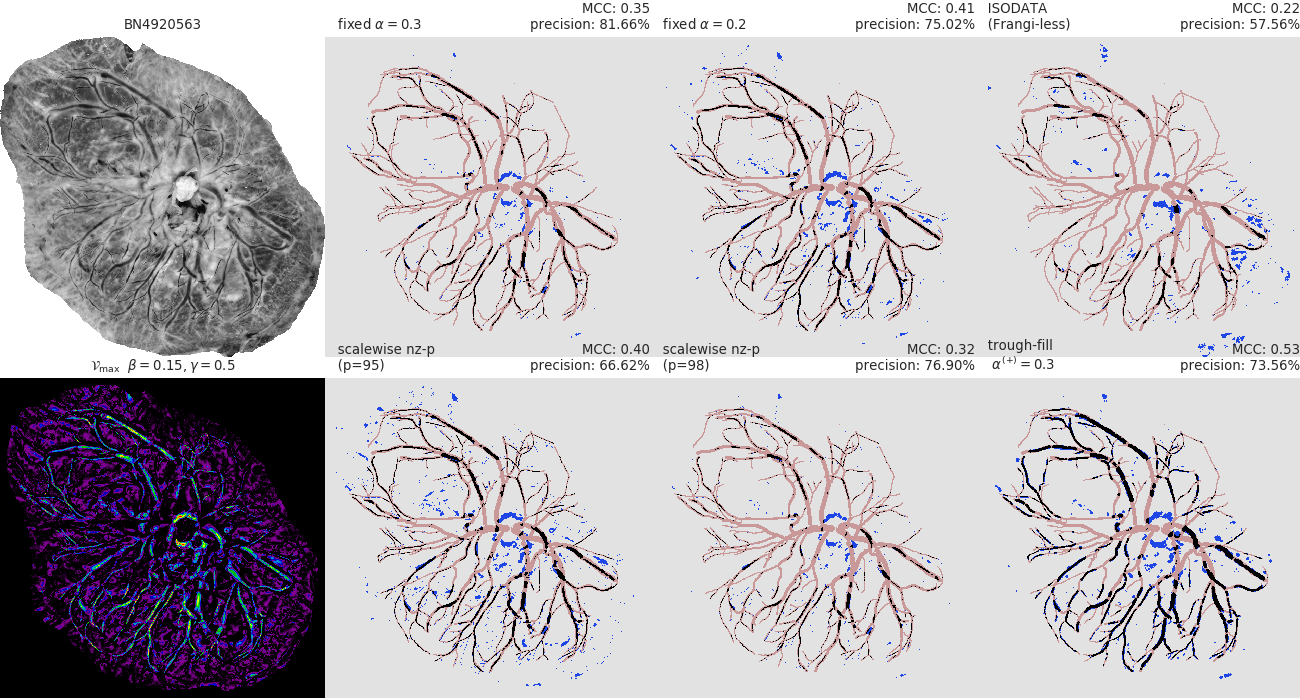 BN4920563
fixed α = 0.3
MCC: 0.35
precision: 81.66%
fixed α = 0.2
MCC: 0.41
precision: 75.02%
ISODATA
(Frangi-less)
MCC: 0.22
precision: 57.56%
𝒱max β = 0.15, γ = 0.5
scalewise nz-p
(p=95)
MCC: 0.40
precision: 66.62%
scalewise nz-p
(p=98)
MCC: 0.32
precision: 76.90%
trough-fill
α(+) = 0.3
MCC: 0.53
precision: 73.56%